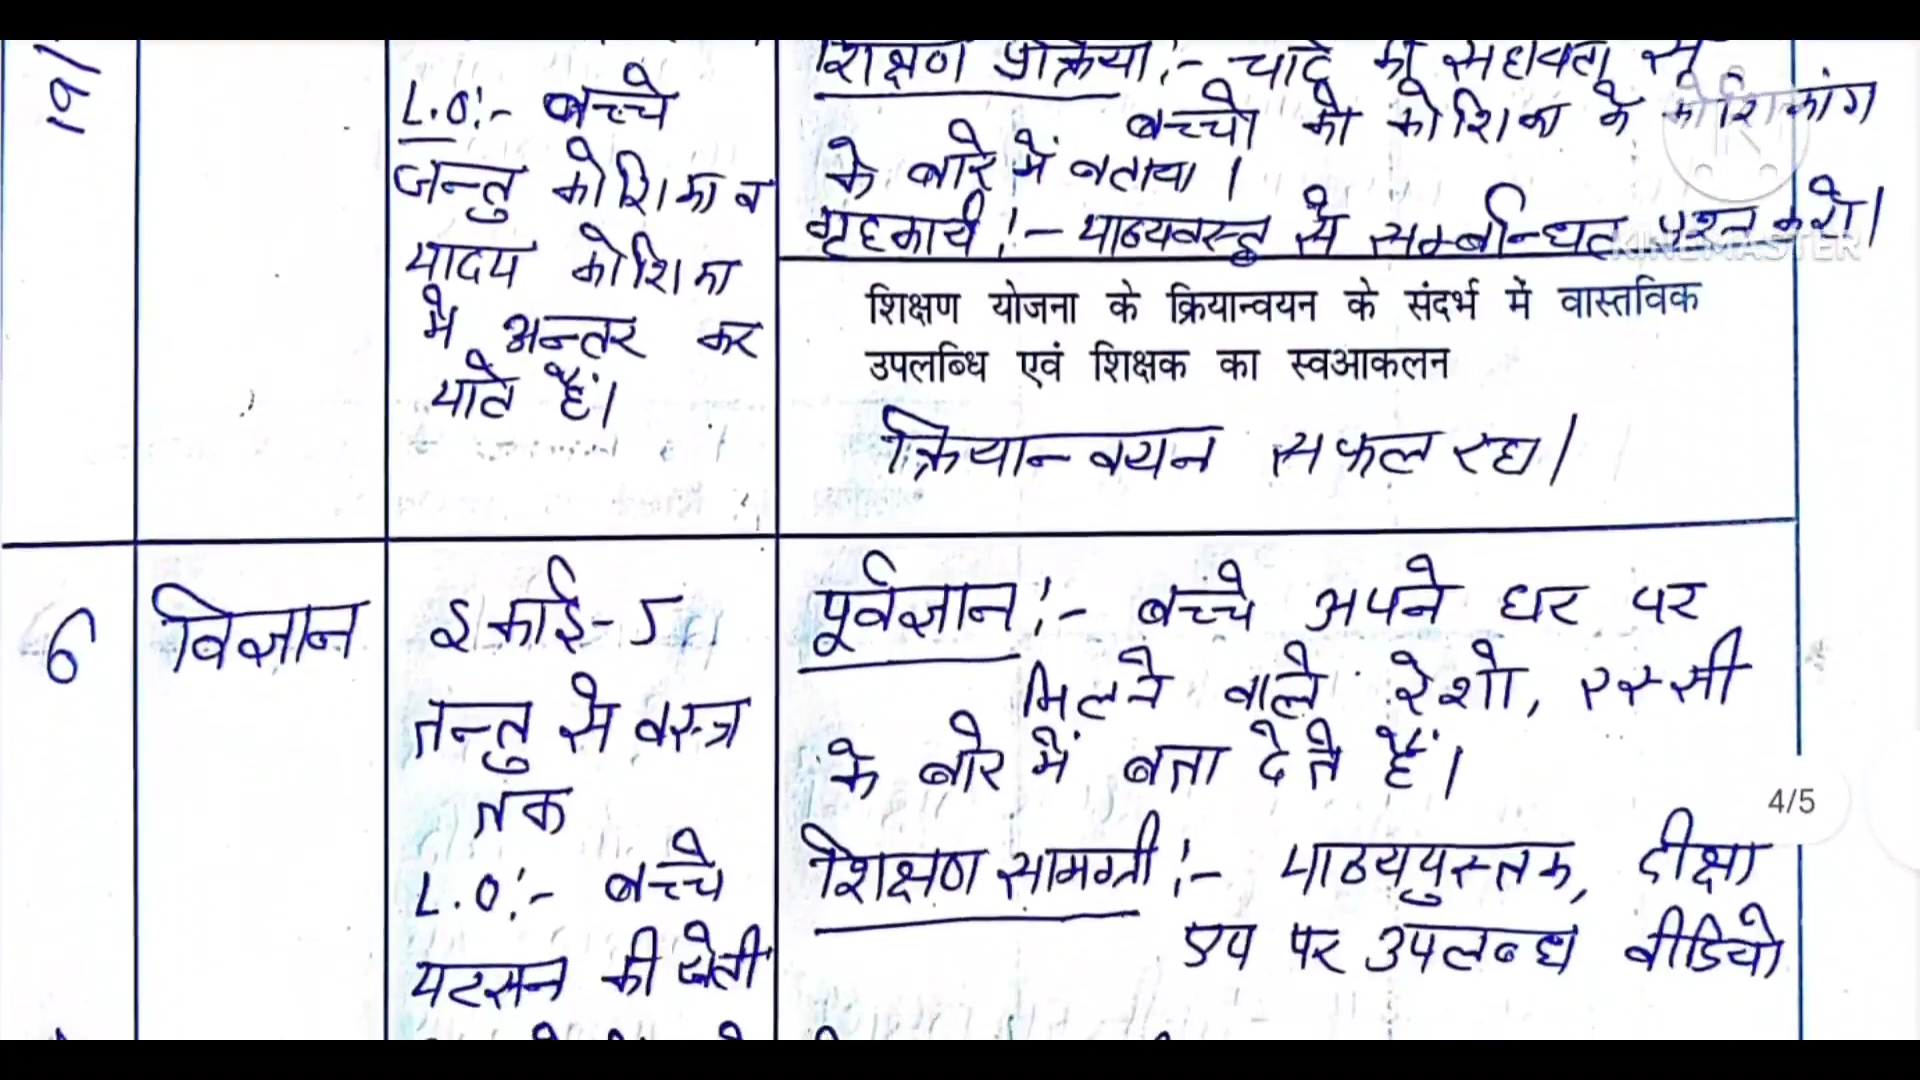 19/
L.O:- बच्चे
जन्तु कोशिका व
पादप कोशिका
में अन्तर कर
पाते हैं।
शिक्षण प्रक्रिया:- चार्ट की सहायता से
बच्चो को कोशिका के कोशिकांग
के बारे में बताया।
गृहकार्य:- पाठ्यवस्तु से सम्बन्धित प्रश्न करो।
KINEMASTER
शिक्षण योजना के क्रियान्वयन के संदर्भ में वास्तविक
उपलब्धि एवं शिक्षक का स्वआकलन
क्रियान्वयन सफल रहा।
6
विज्ञान
इकाई-5
तन्तु से वस्त्र
तक
L.O:- बच्चे
पटसन की खेती
पूर्वज्ञान:- बच्चे अपने घर पर
मिलने वाले रेशो, रस्सी
के बारे में बता देते हैं।
शिक्षण सामग्री:- पाठ्यपुस्तक, दीक्षा
एप पर उपलब्ध वीडियो
4/5